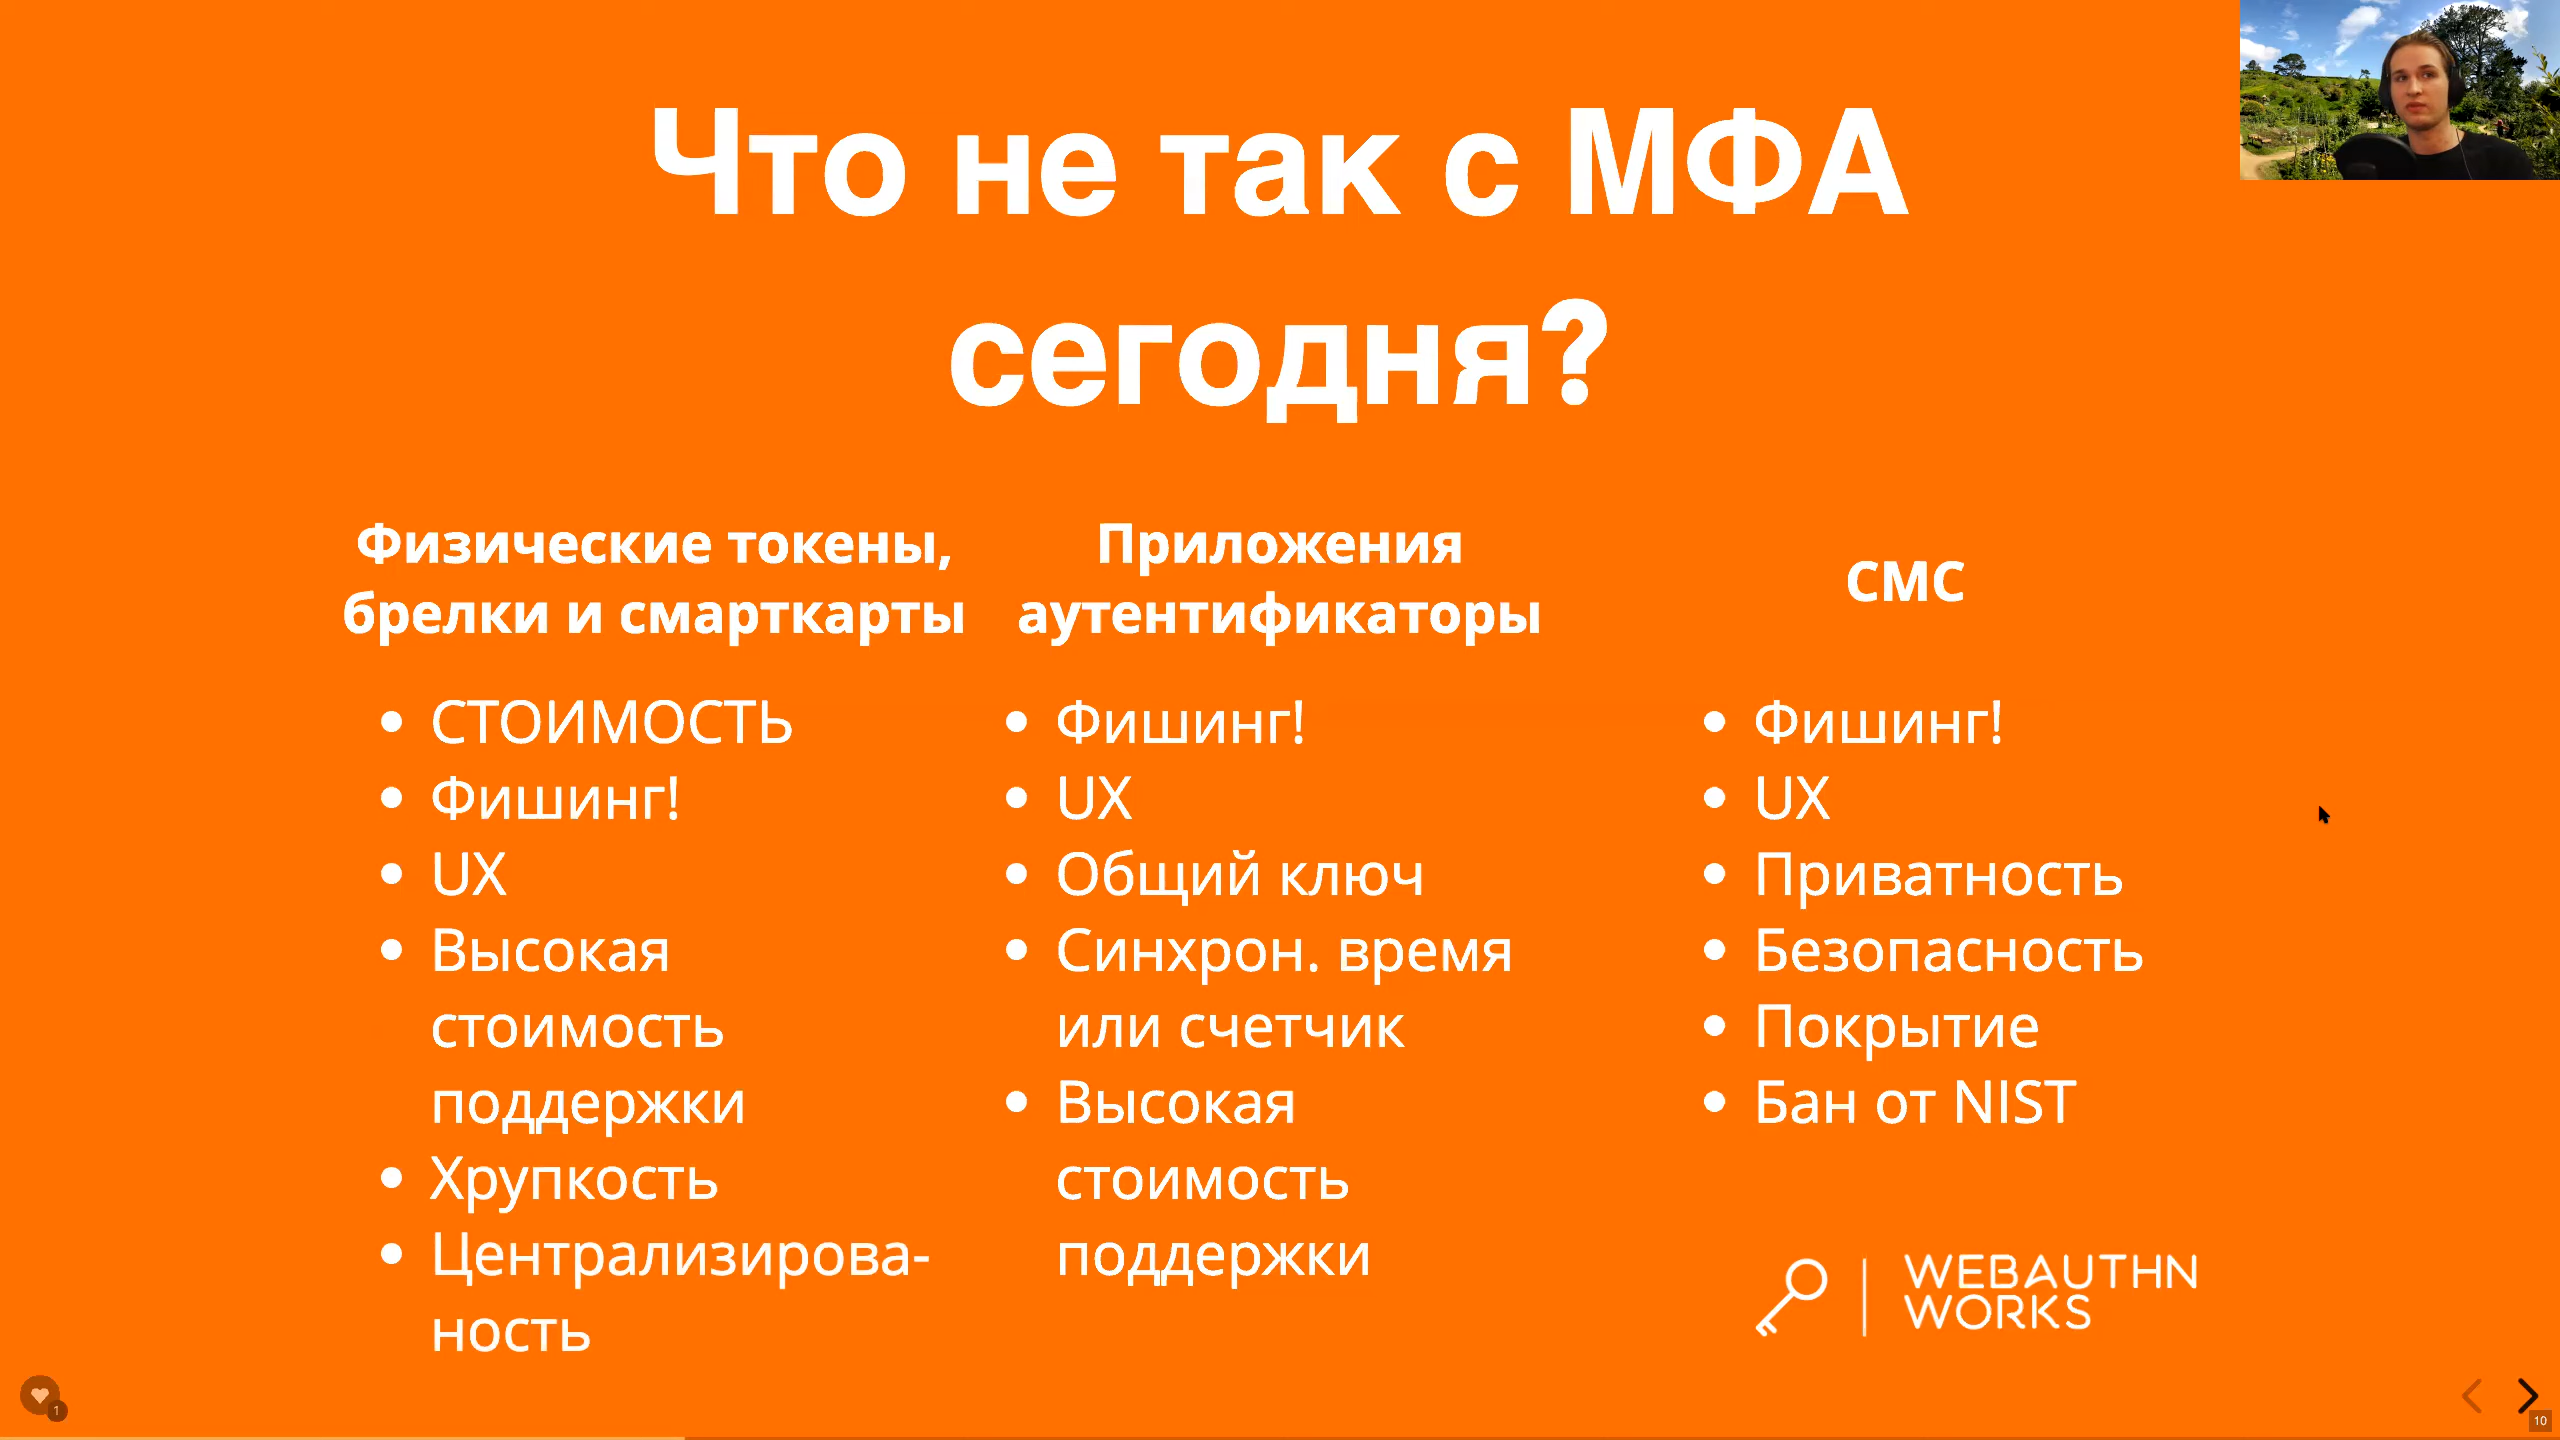 Что не так с МФА
сегодня?
Физические токены,
брелки и смарткарты
СТОИМОСТЬ
Фишинг!
UX
Высокая
стоимость
поддержки
Хрупкость
Централизирова-
ность
Приложения
аутентификаторы
Фишинг!
UX
Общий ключ
Синхрон. время
или счетчик
Высокая
стоимость
поддержки
СМС
Фишинг!
UX
Приватность
Безопасность
Покрытие
Бан от NIST
WEBAUTHN
WORKS
1
10